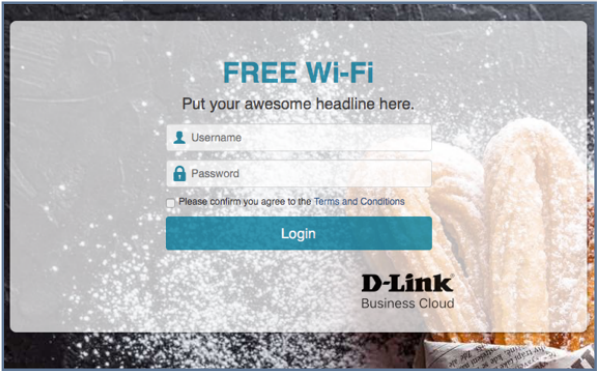 FREE Wi-Fi
Put your awesome headline here.
Username
Password
Please confirm you agree to the Terms and Conditions
Login
D-Link
Business Cloud